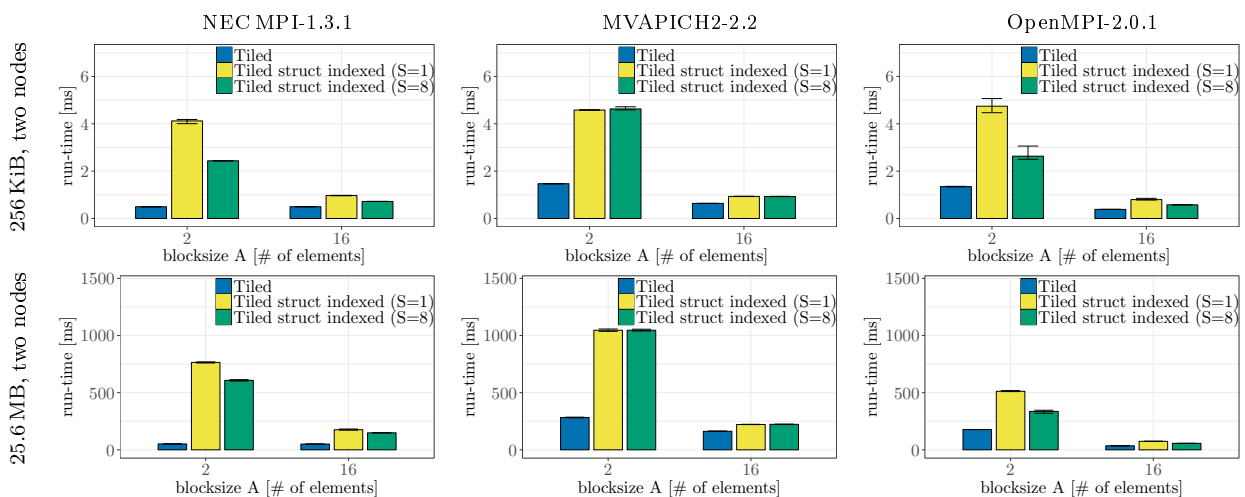 NEC MPI-1.3.1
MVAPICH2-2.2
OpenMPI-2.0.1
256 KiB, two nodes
run-time [ms]
6
4
2
0
Tiled
Tiled struct indexed (S=1)
Tiled struct indexed (S=8)
2
16
blocksize A [# of elements]
run-time [ms]
6
4
2
0
Tiled
Tiled struct indexed (S=1)
Tiled struct indexed (S=8)
2
16
blocksize A [# of elements]
run-time [ms]
6
4
2
0
Tiled
Tiled struct indexed (S=1)
Tiled struct indexed (S=8)
2
16
blocksize A [# of elements]
25.6 MB, two nodes
run-time [ms]
1500
1000
500
0
Tiled
Tiled struct indexed (S=1)
Tiled struct indexed (S=8)
2
16
blocksize A [# of elements]
run-time [ms]
1500
1000
500
0
Tiled
Tiled struct indexed (S=1)
Tiled struct indexed (S=8)
2
16
blocksize A [# of elements]
run-time [ms]
1500
1000
500
0
Tiled
Tiled struct indexed (S=1)
Tiled struct indexed (S=8)
2
16
blocksize A [# of elements]